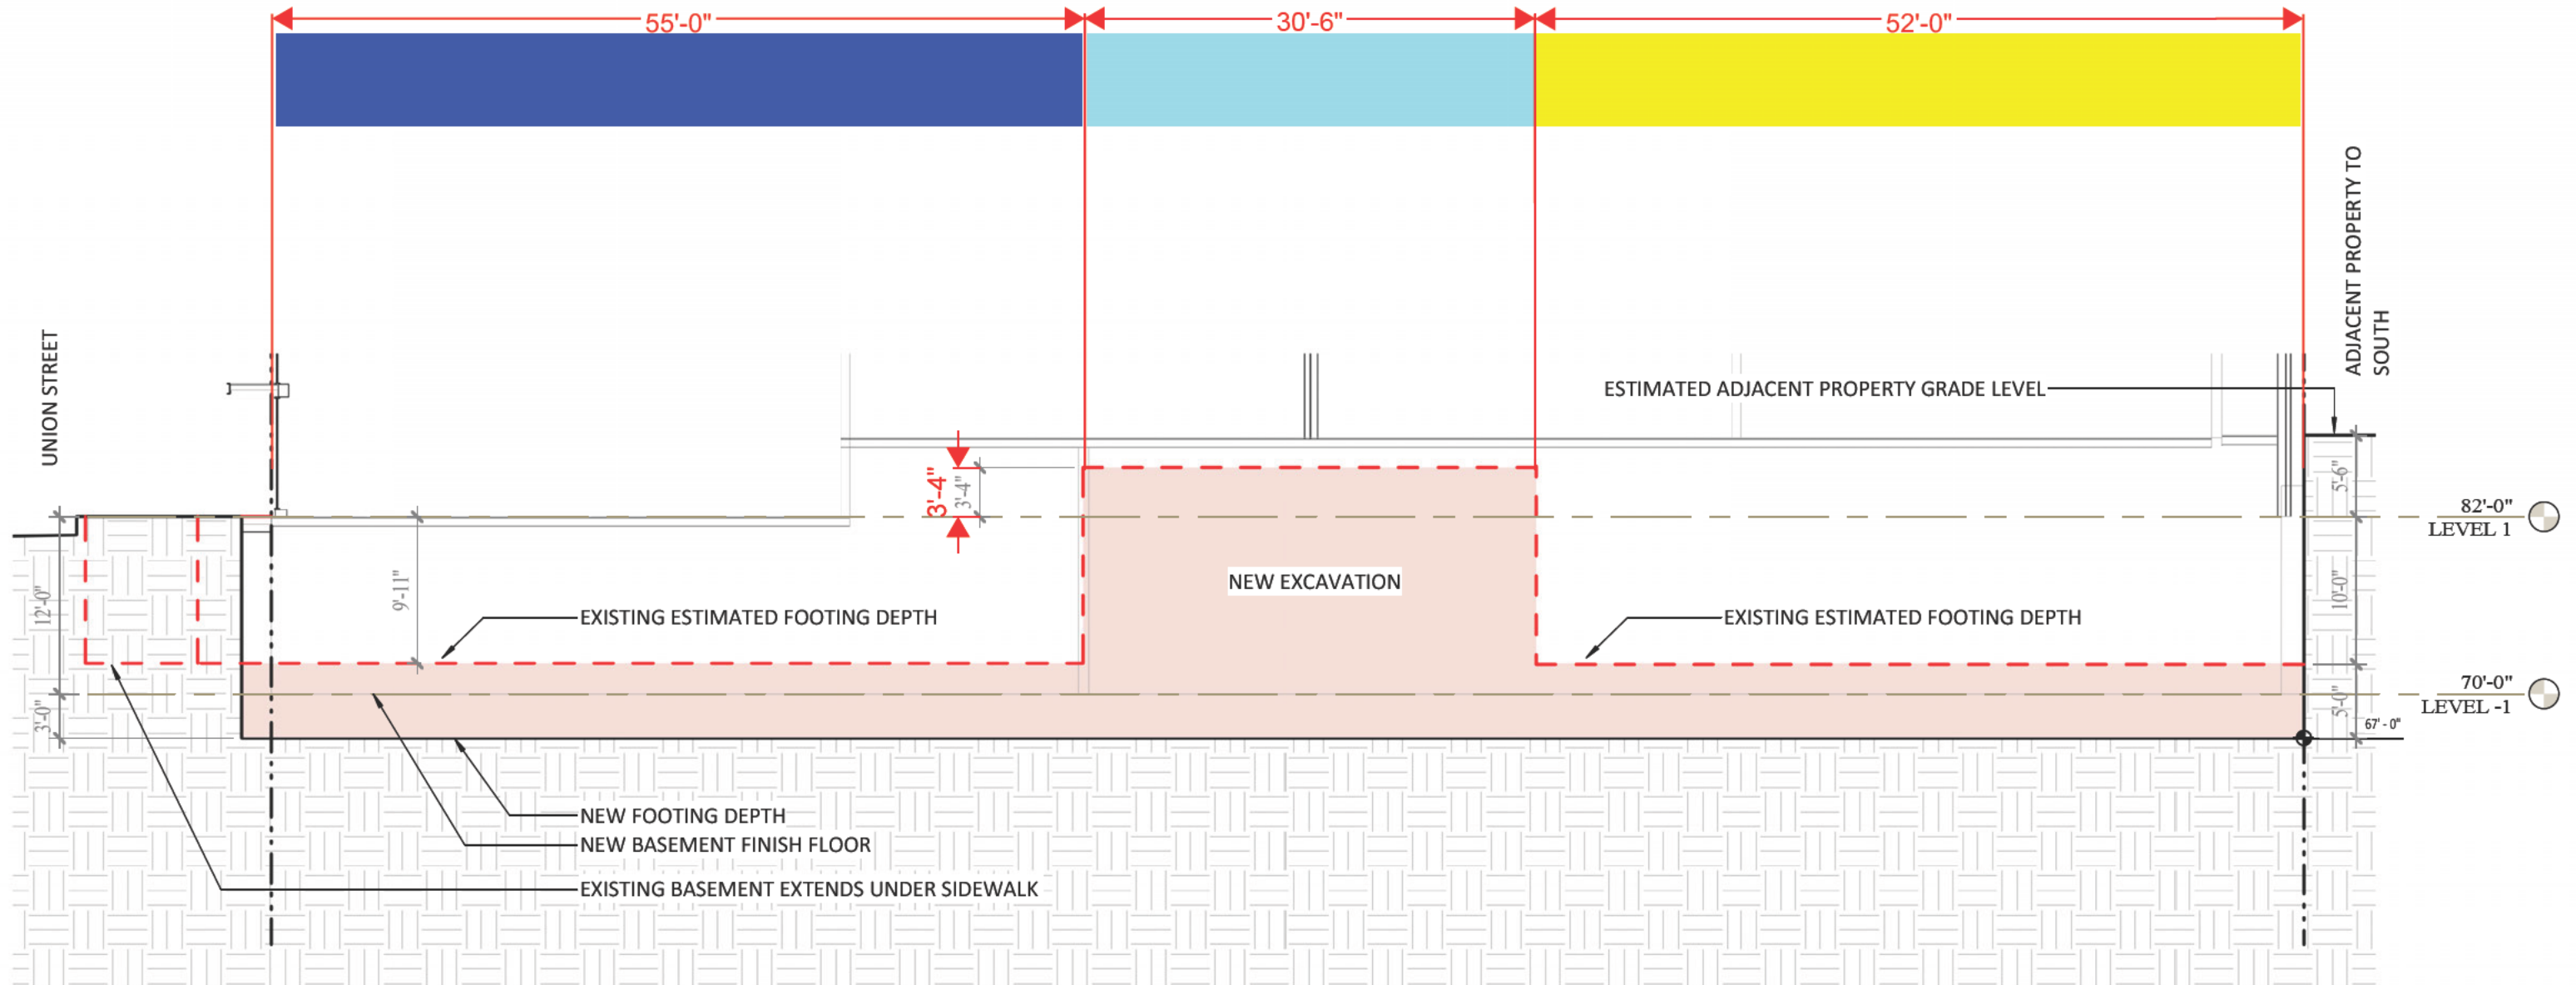 55'-0"
30'-6"
52'-0"
UNION STREET
ADJACENT PROPERTY TO
SOUTH
ESTIMATED ADJACENT PROPERTY GRADE LEVEL
3'-4"
3'-4"
5'-6"
82'-0"
LEVEL 1
NEW EXCAVATION
12'-0"
9'-11"
10'-0"
EXISTING ESTIMATED FOOTING DEPTH
EXISTING ESTIMATED FOOTING DEPTH
70'-0"
LEVEL -1
3'-0"
5'-0"
67' - 0"
NEW FOOTING DEPTH
NEW BASEMENT FINISH FLOOR
EXISTING BASEMENT EXTENDS UNDER SIDEWALK